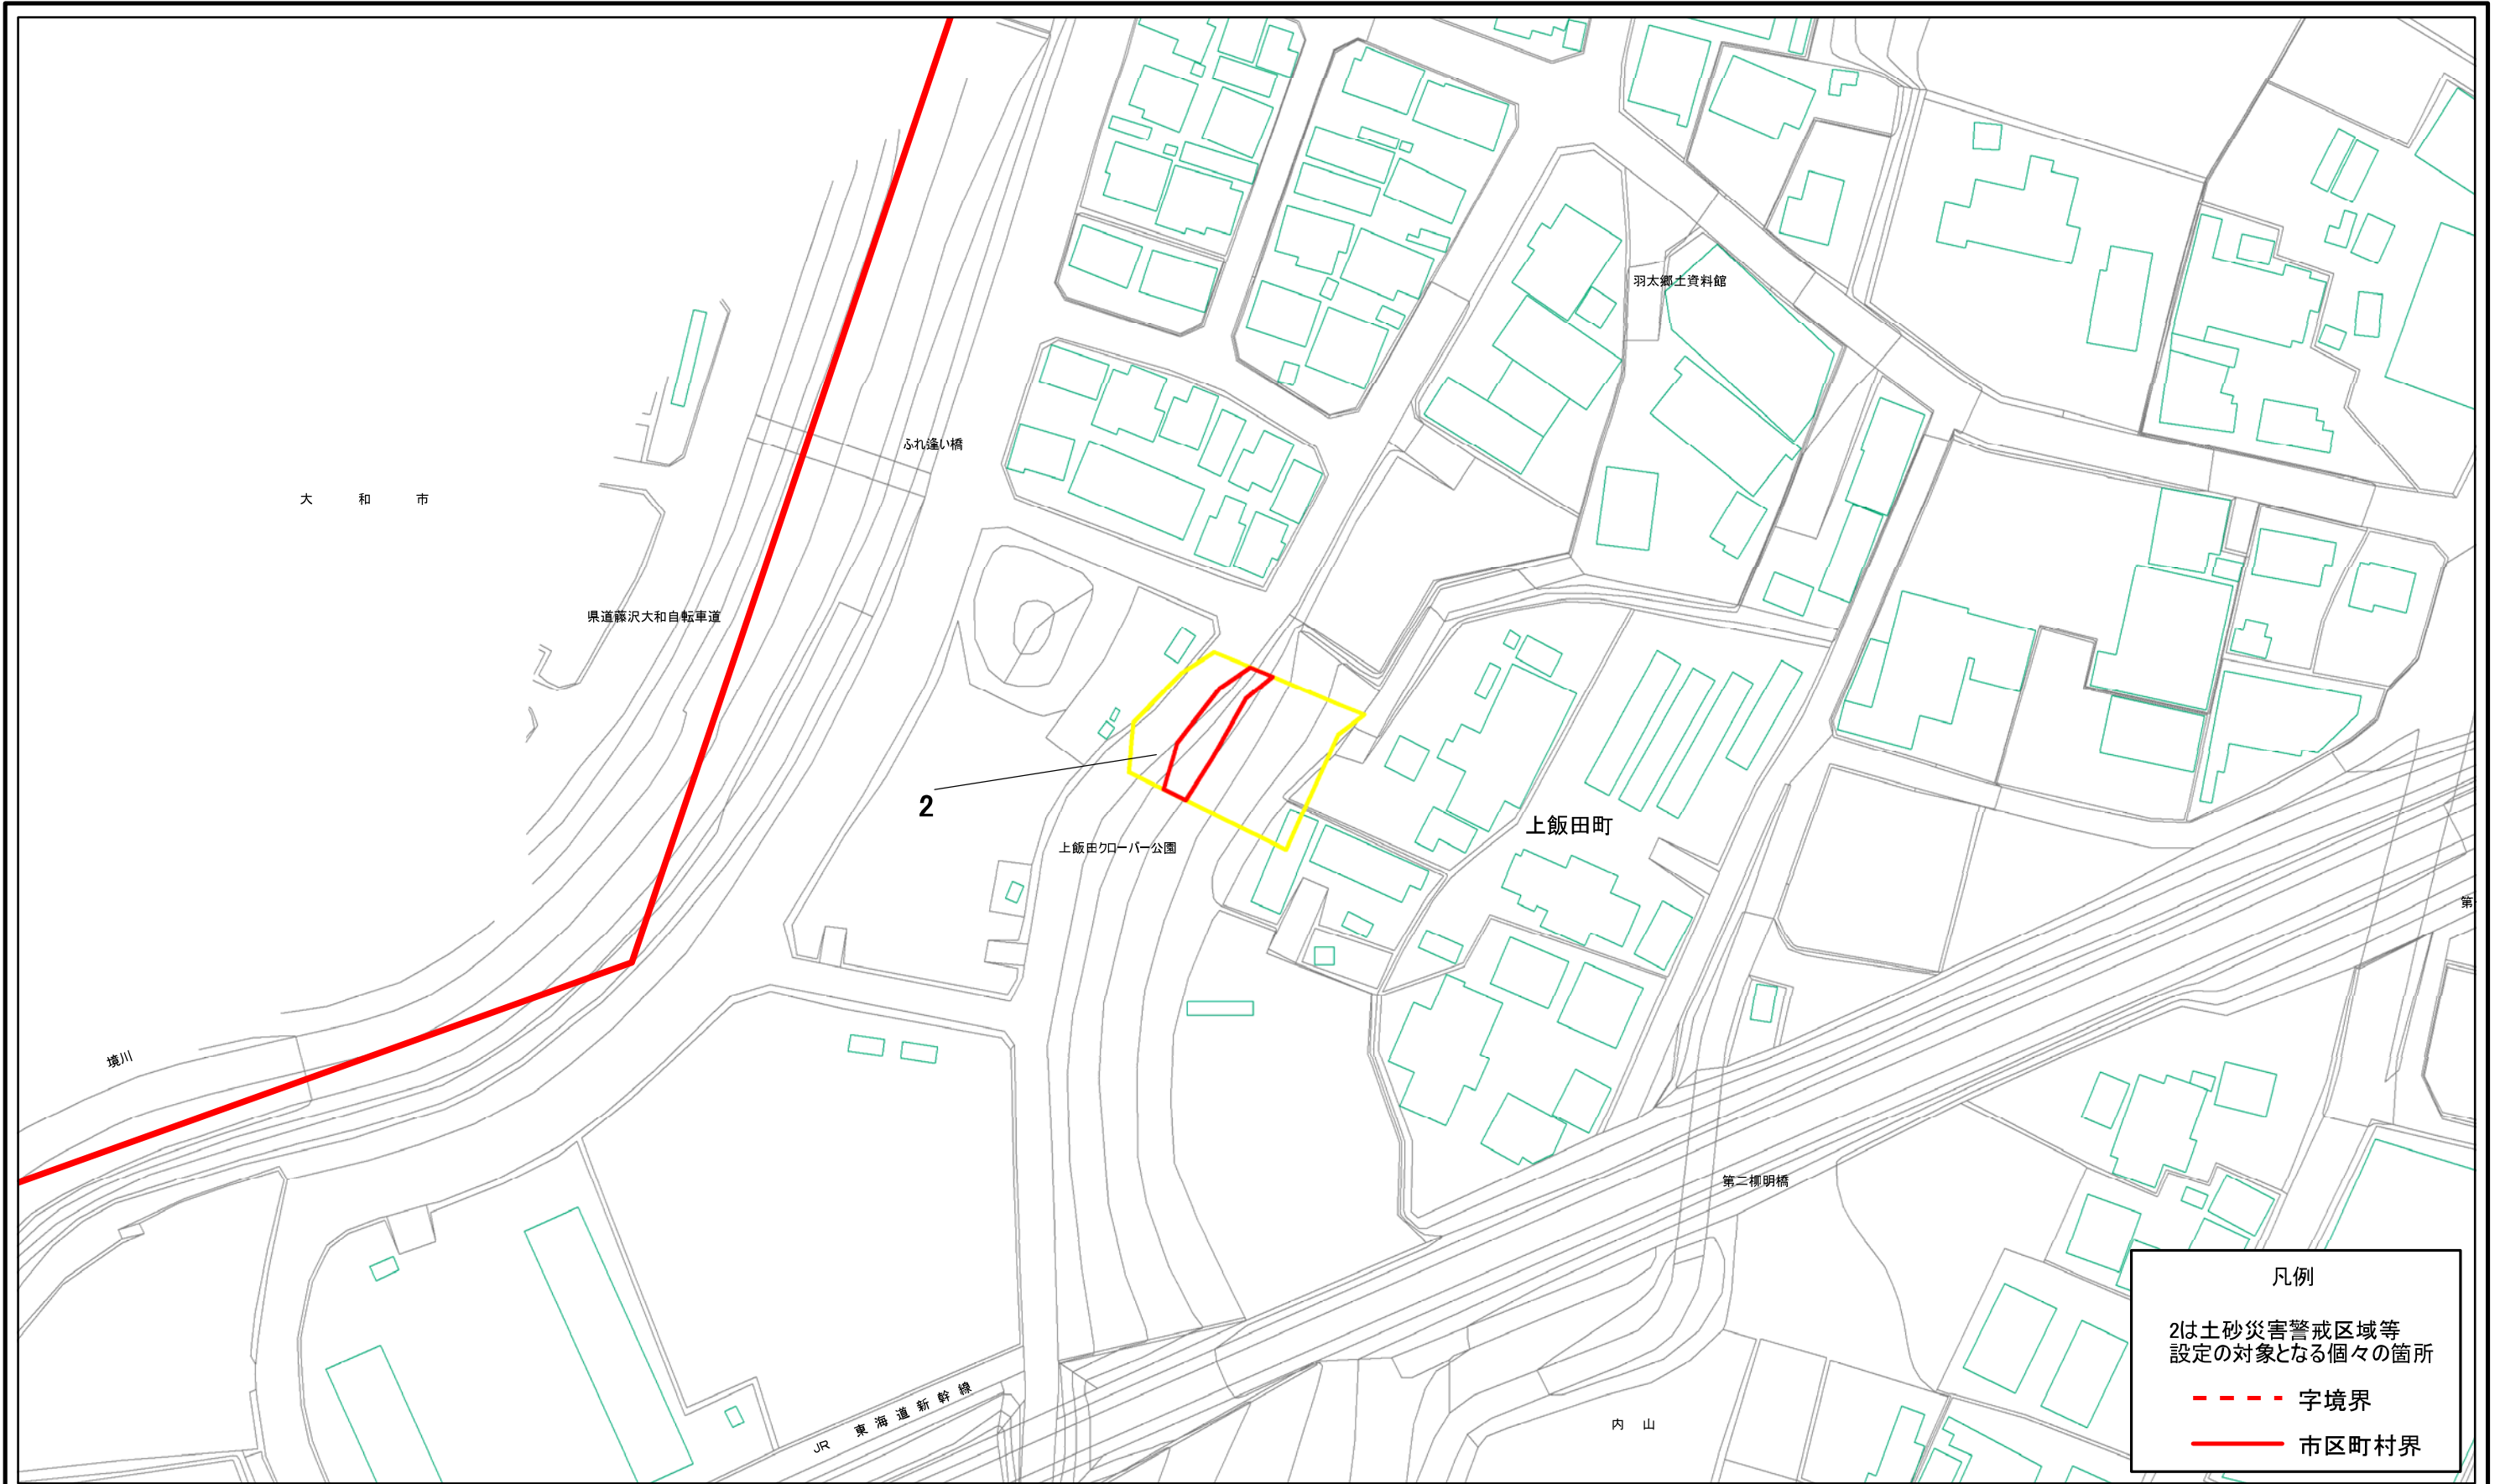 羽太郷土資料館
ふれ逢い橋
大和市
県道藤沢大和自転車道
2
上飯田町
上飯田クローバー公園
第
境川
第二柳明橋
JR 東海道新幹線
内山
凡例
2は土砂災害警戒区域等
設定の対象となる個々の箇所
字境界
市区町村界